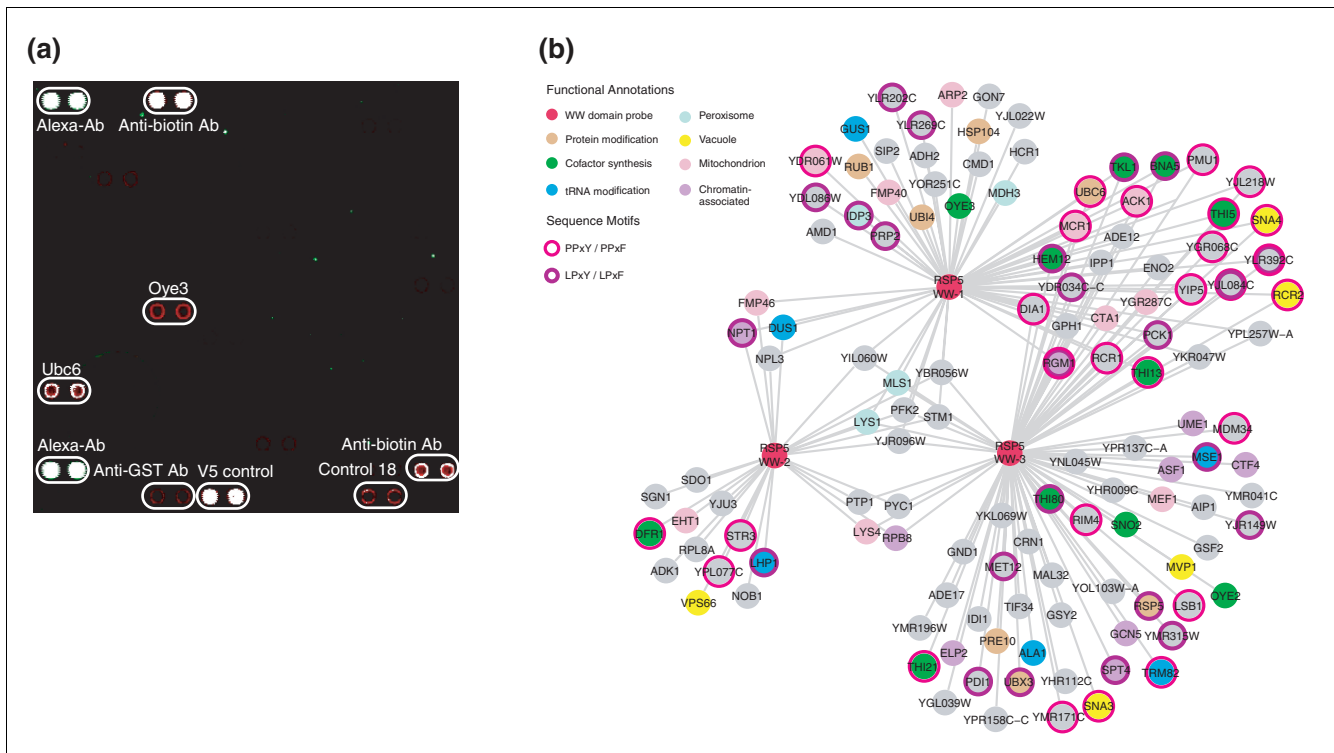 (a)
Alexa-Ab Anti-biotin Ab
Oye3
Ubc6
Alexa-Ab
Anti-GST Ab V5 control
Control 18
Anti-biotin Ab
(b)
Functional Annotations
WW domain probe
Protein modification
Cofactor synthesis
tRNA modification
Peroxisome
Vacuole
Mitochondrion
Chromatin-
associated
Sequence Motifs
PPxY / PPxF
LPxY / LPxF
YLR202C
ARP2
GON7
YLR269C
YJL022W
GUS1
HSP104
SIP2
ADH2
HCR1
YDR061W
RUB1
CMD1
YOR251C
FMP40
MDH3
YDL086W
OYE3
IDP3
UBI4
PRP2
AMD1
RSP5
WW-1
TKL1
BNA5
PMU1
UBC6
ACK1
YJL218W
THI5
SNA4
MCR1
ADE12
YGR068C
HEM12
IPP1
ENO2
YLR392C
YDR034C-C
YIP5
YJL084C
RCR2
YGR287C
DIA1
CTA1
GPH1
PCK1
YPL257W-A
RGM1
RCR1
YKR047W
THI13
FMP46
NPT1
DUS1
NPL3
YIL060W
YBR056W
MLS1
PFK2
STM1
LYS1
YJR096W
RSP5
WW-2
RSP5
WW-3
SDO1
SGN1
YJU3
EHT1
DFR1
STR3
RPL8A
LHP1
ADK1
YPL077C
NOB1
VPS66
PTP1
PYC1
LYS4
RPB8
UME1
MDM34
YPR137C-A
YNL045W
MSE1
ASF1
CTF4
YHR009C
THI80
MEF1
YMR041C
AIP1
RIM4
SNO2
YJR149W
YKL069W
GSF2
CRN1
GND1
MET12
MVP1
MAL32
YOL103W-A
OYE2
ADE17
RSP5
LSB1
TIF34
IDI1
GSY2
YMR196W
YMR315W
GCN5
PRE10
ELP2
ALA1
THI21
SPT4
TRM82
PDI1
UBX3
YHR112C
YGL039W
SNA3
YPR158C-C
YMR171C